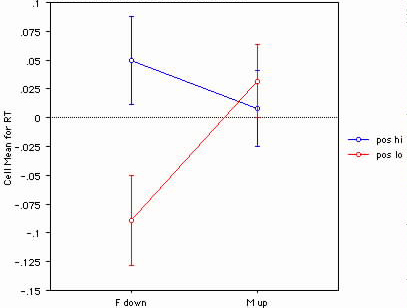 .1
.075
.05
.025
0
-.025
-.05
-.075
-.1
-.125
-.15
Cell Mean for RT
F down
M up
pos hi
pos lo